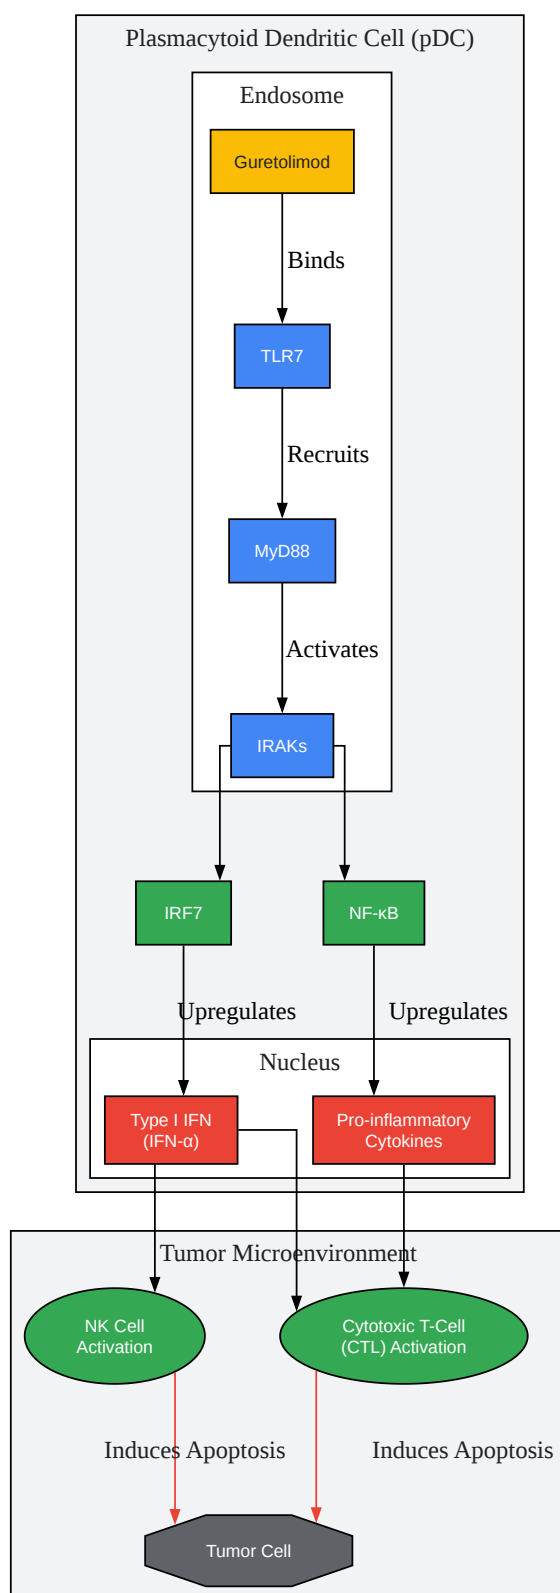 Plasmacytoid Dendritic Cell (pDC)
Endosome
Guretolimod
Binds
TLR7
Recruits
MyD88
Activates
IRAKs
IRF7
NF-κB
Upregulates
Upregulates
Nucleus
Type I IFN
(IFN-α)
Pro-inflammatory
Cytokines
Tumor Microenvironment
NK Cell
Activation
Cytotoxic T-Cell
(CTL) Activation
Induces Apoptosis
Induces Apoptosis
Tumor Cell